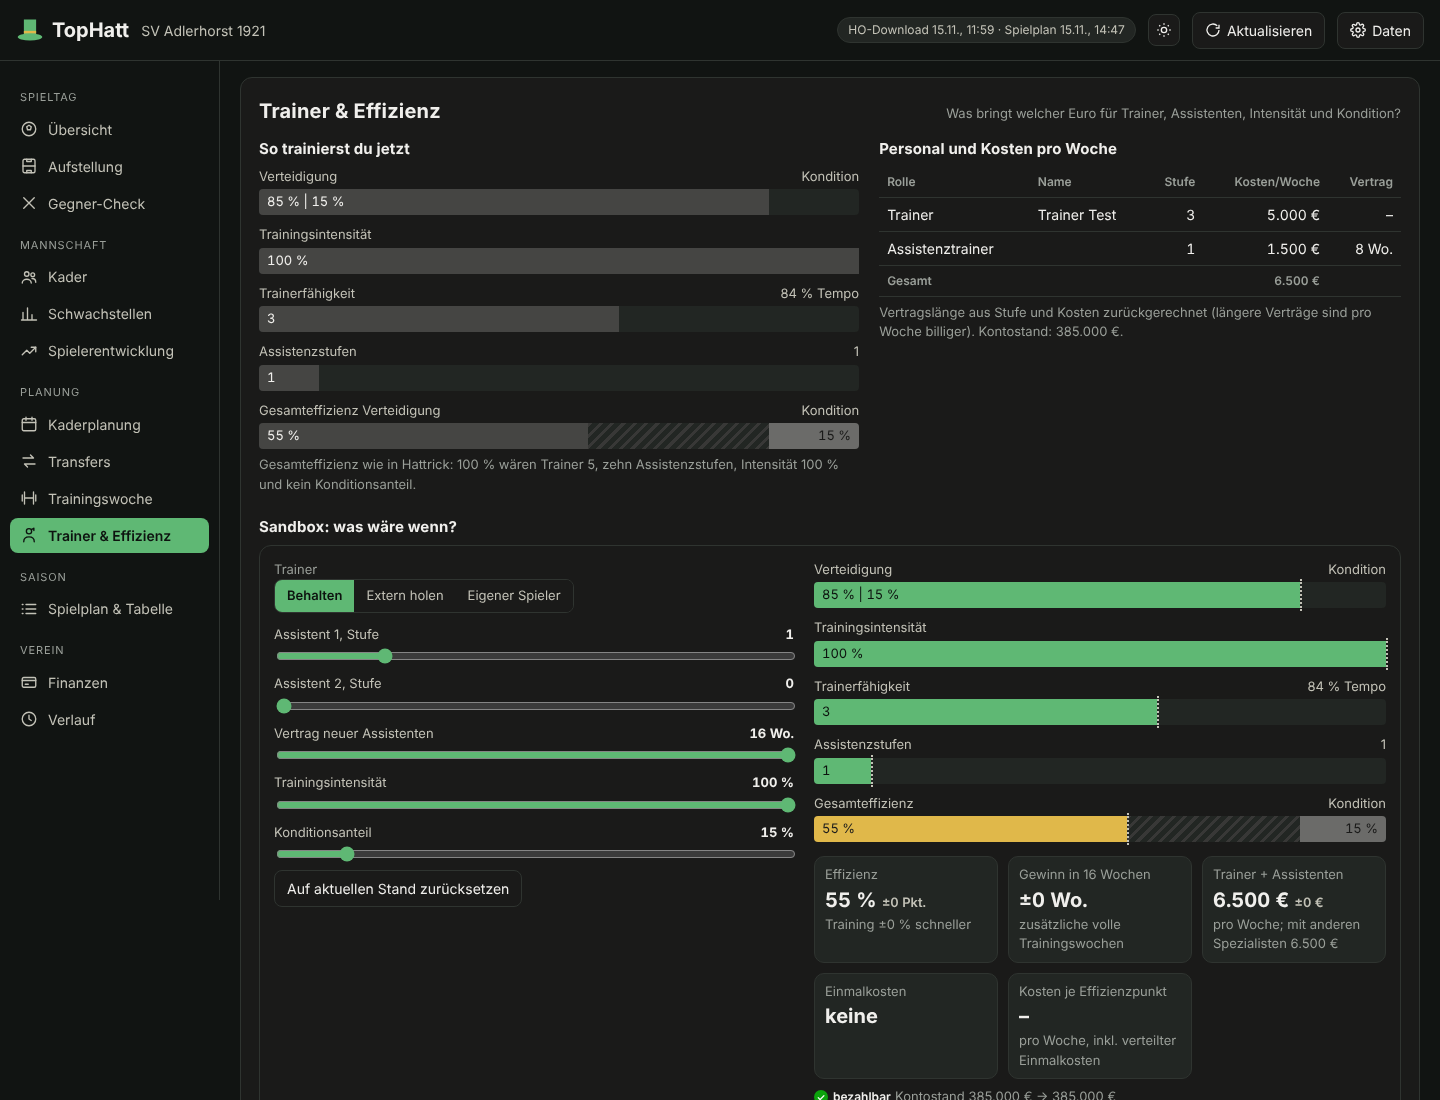 TopHatt SV Adlerhorst 1921
HO-Download 15.11., 11:59 · Spielplan 15.11., 14:47
Aktualisieren
Daten
SPIELTAG
Übersicht
Aufstellung
Gegner-Check
MANNSCHAFT
Kader
Schwachstellen
Spielerentwicklung
PLANUNG
Kaderplanung
Transfers
Trainingswoche
Trainer & Effizienz
SAISON
Spielplan & Tabelle
VEREIN
Finanzen
Verlauf
Trainer & Effizienz
Was bringt welcher Euro für Trainer, Assistenten, Intensität und Kondition?
So trainierst du jetzt
Verteidigung Kondition
85 % | 15 %
Trainingsintensität
100 %
Trainerfähigkeit 84 % Tempo
3
Assistenzstufen 1
1
Gesamteffizienz Verteidigung Kondition
55 % 15 %
Gesamteffizienz wie in Hattrick: 100 % wären Trainer 5, zehn Assistenzstufen, Intensität 100 %
und kein Konditionsanteil.
Personal und Kosten pro Woche
Rolle Name Stufe Kosten/Woche Vertrag
Trainer Trainer Test 3 5.000 € –
Assistenztrainer 1 1.500 € 8 Wo.
Gesamt 6.500 €
Vertragslänge aus Stufe und Kosten zurückgerechnet (längere Verträge sind pro
Woche billiger). Kontostand: 385.000 €.
Sandbox: was wäre wenn?
Trainer
Behalten Extern holen Eigener Spieler
Assistent 1, Stufe 1
Assistent 2, Stufe 0
Vertrag neuer Assistenten 16 Wo.
Trainingsintensität 100 %
Konditionsanteil 15 %
Auf aktuellen Stand zurücksetzen
Verteidigung Kondition
85 % | 15 %
Trainingsintensität
100 %
Trainerfähigkeit 84 % Tempo
3
Assistenzstufen 1
1
Gesamteffizienz Kondition
55 % 15 %
Effizienz
55 % ±0 Pkt.
Training ±0 % schneller
Gewinn in 16 Wochen
±0 Wo.
zusätzliche volle
Trainingswochen
Trainer + Assistenten
6.500 € ±0 €
pro Woche; mit anderen
Spezialisten 6.500 €
Einmalkosten
keine
Kosten je Effizienzpunkt
–
pro Woche, inkl. verteilter
Einmalkosten
bezahlbar Kontostand 385.000 € → 385.000 €